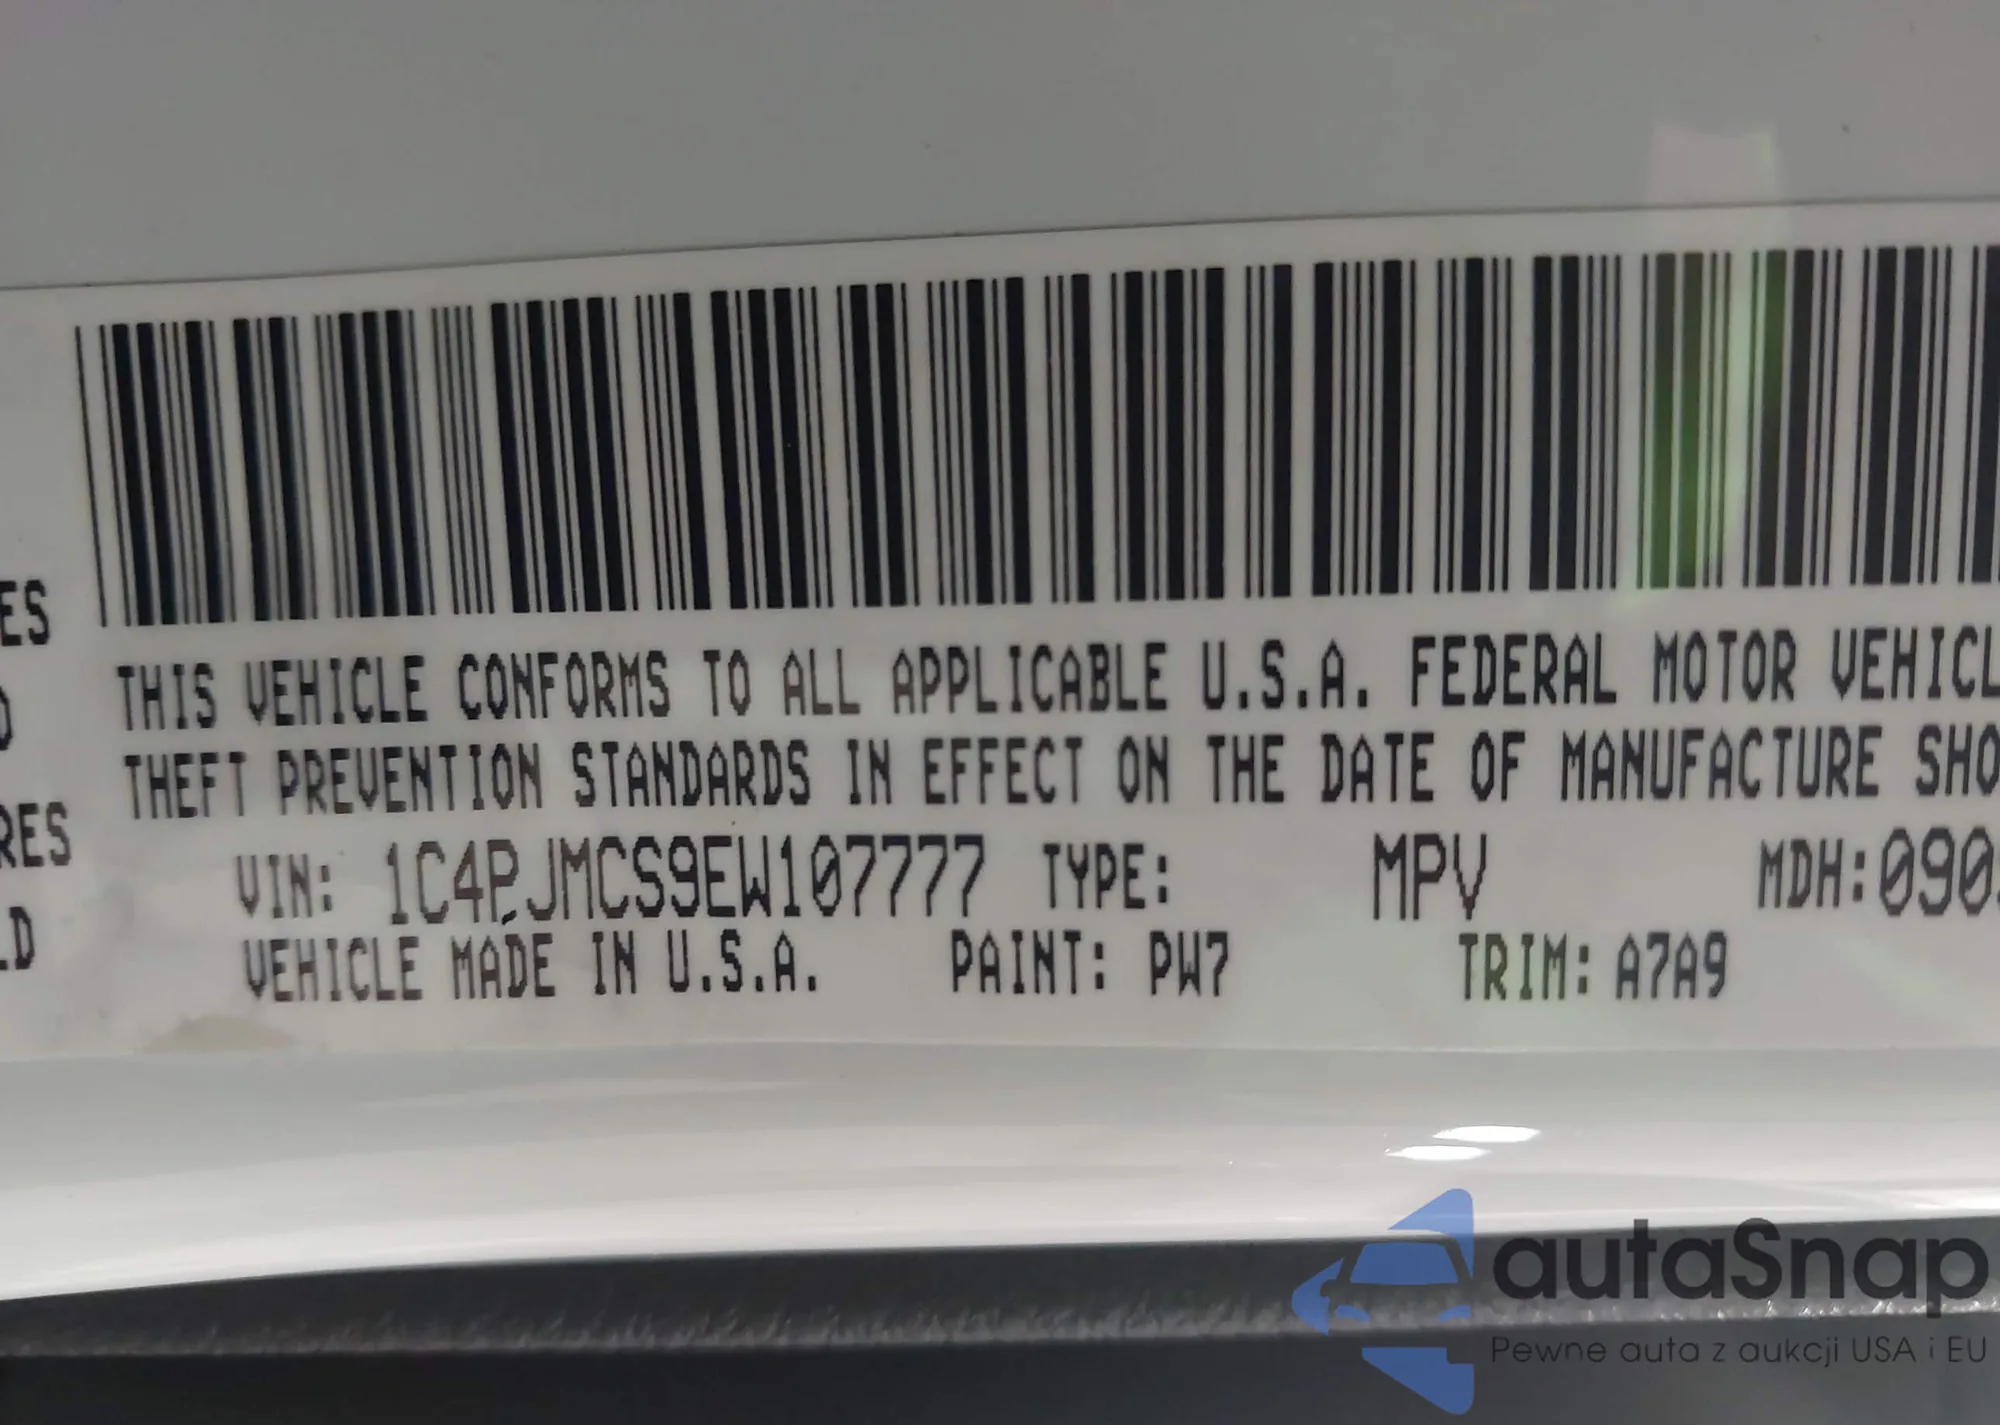 ES
THIS VEHICLE CONFORMS TO ALL APPLICABLE U.S.A. FEDERAL MOTOR VEHICL
THEFT PREVENTION STANDARDS IN EFFECT ON THE DATE OF MANUFACTURE SHO
RES
VIN: 1C4PJMCS9EW107777 TYPE: MPV MDH:090
LD
VEHICLE MADE IN U.S.A. PAINT: PW7 TRIM: A7A9
autaSnap
Pewne auta z aukcji USA i EU